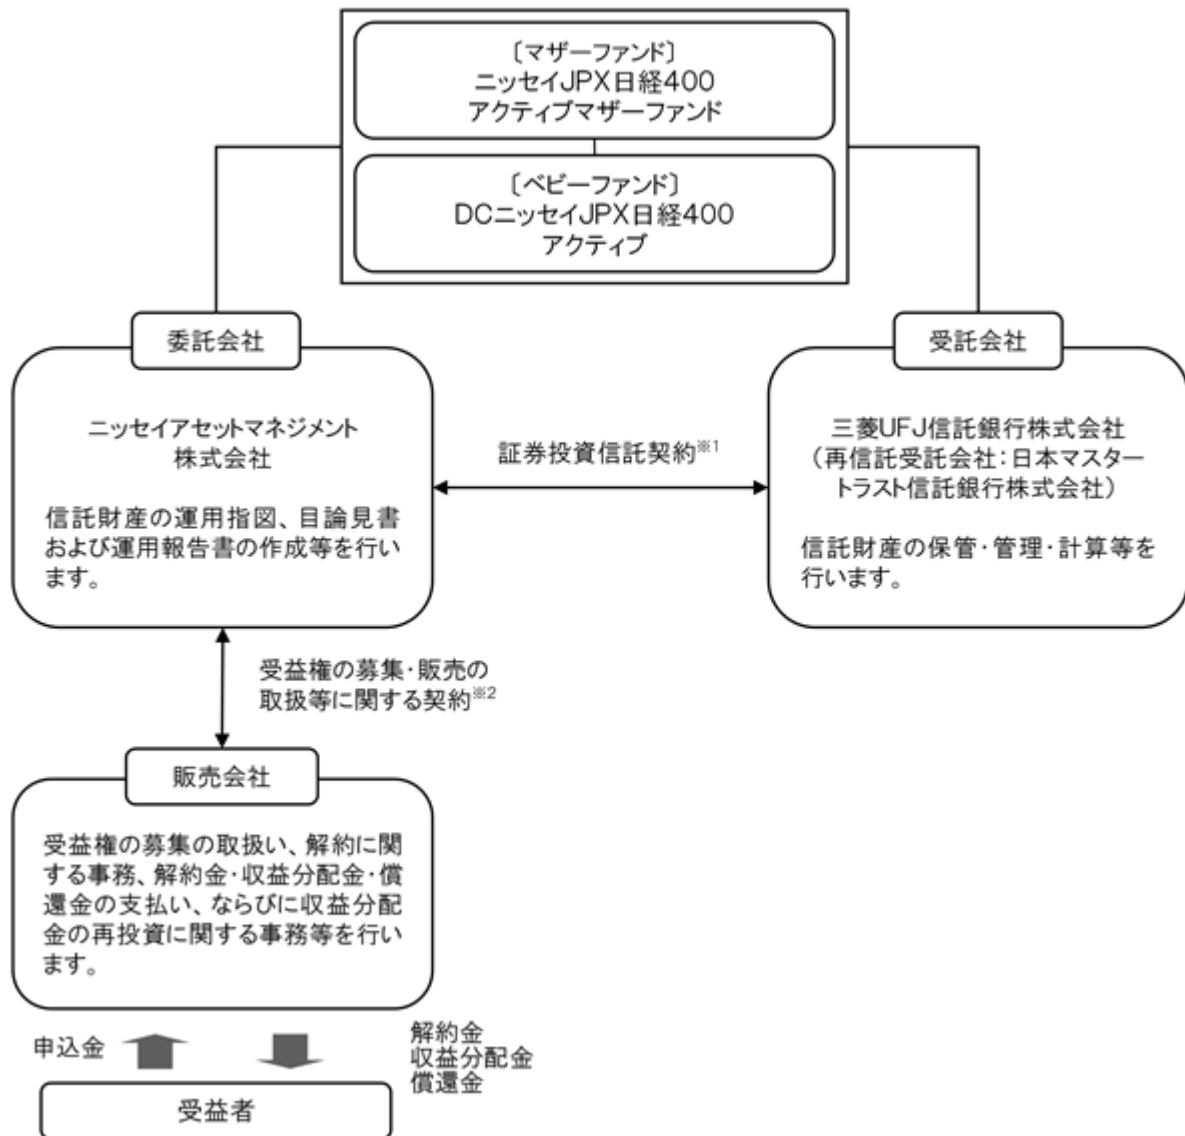 〔マザーファンド〕
ニッセイJPX日経400
アクティブマザーファンド
〔ベビーファンド〕
DCニッセイJPX日経400
アクティブ
委託会社
ニッセイアセットマネジメント
株式会社
信託財産の運用指図、目論見書
および運用報告書の作成等を行い
ます。
証券投資信託契約※1
受託会社
三菱UFJ信託銀行株式会社
（再信託受託会社：日本マスター
トラスト信託銀行株式会社）
信託財産の保管・管理・計算等を
行います。
受益権の募集・販売の
取扱等に関する契約※2
販売会社
受益権の募集の取扱い、解約に関
する事務、解約金・収益分配金・償
還金の支払い、ならびに収益分配
金の再投資に関する事務等を行い
ます。
申込金
解約金
収益分配金
償還金
受益者